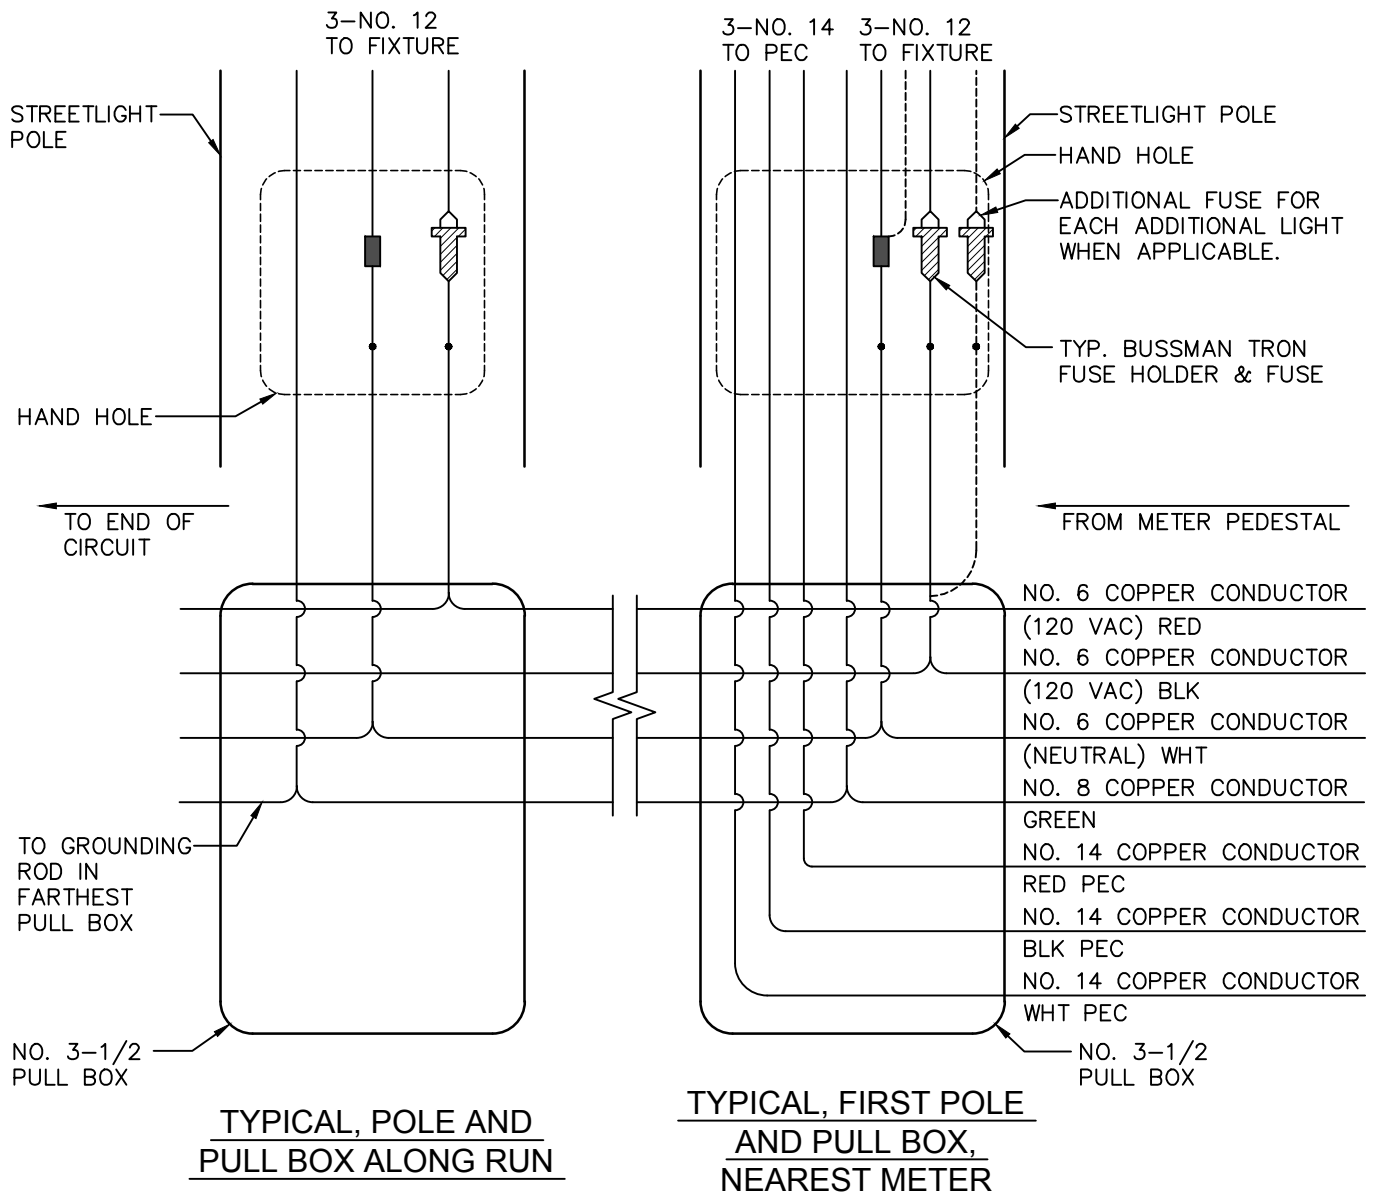 3-NO. 12
TO FIXTURE
3-NO. 14
TO PEC
3-NO. 12
TO FIXTURE
STREETLIGHT
POLE
STREETLIGHT POLE
HAND HOLE
ADDITIONAL FUSE FOR
EACH ADDITIONAL LIGHT
WHEN APPLICABLE.
TYP. BUSSMAN TRON
FUSE HOLDER & FUSE
HAND HOLE
TO END OF
CIRCUIT
FROM METER PEDESTAL
NO. 6 COPPER CONDUCTOR
(120 VAC) RED
NO. 6 COPPER CONDUCTOR
(120 VAC) BLK
NO. 6 COPPER CONDUCTOR
(NEUTRAL) WHT
NO. 8 COPPER CONDUCTOR
GREEN
NO. 14 COPPER CONDUCTOR
RED PEC
NO. 14 COPPER CONDUCTOR
BLK PEC
NO. 14 COPPER CONDUCTOR
WHT PEC
TO GROUNDING
ROD IN
FARTHEST
PULL BOX
NO. 3-1/2
PULL BOX
NO. 3-1/2
PULL BOX
TYPICAL, POLE AND
PULL BOX ALONG RUN
TYPICAL, FIRST POLE
AND PULL BOX,
NEAREST METER